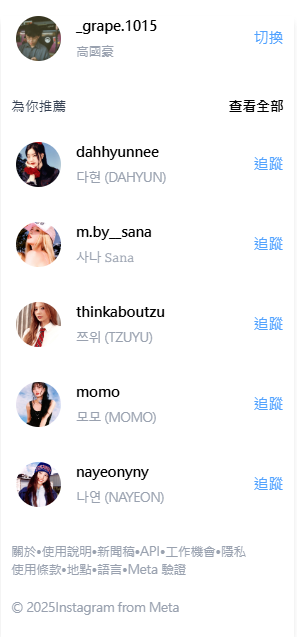 _grape.1015
切換
高國豪
為你推薦
查看全部
dahhyunnee
追蹤
다현 (DAHYUN)
m.by__sana
追蹤
사나 Sana
thinkaboutzu
追蹤
쯔위 (TZUYU)
momo
追蹤
모모 (MOMO)
nayeonyny
追蹤
나연 (NAYEON)
關於•使用說明•新聞稿•API•工作機會•隱私
使用條款•地點•語言•Meta 驗證
© 2025Instagram from Meta